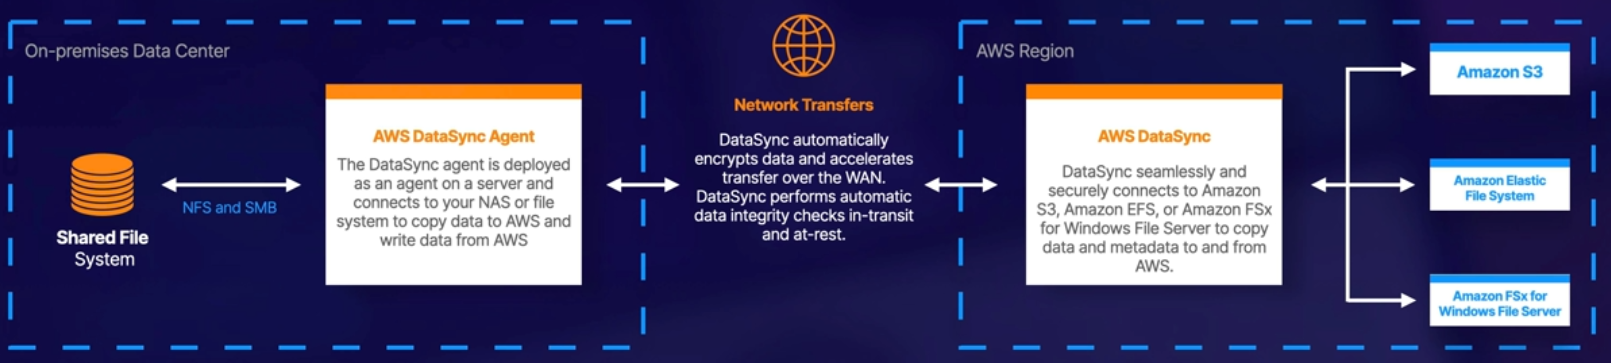 On-premises Data Center
Shared File
System
NFS and SMB
AWS DataSync Agent
The DataSync agent is deployed
as an agent on a server and
connects to your NAS or file
system to copy data to AWS and
write data from AWS
Network Transfers
DataSync automatically
encrypts data and accelerates
transfer over the WAN.
DataSync performs automatic
data integrity checks in-transit
and at-rest.
AWS Region
AWS DataSync
DataSync seamlessly and
securely connects to Amazon
S3, Amazon EFS, or Amazon FSx
for Windows File Server to copy
data and metadata to and from
AWS.
Amazon S3
Amazon Elastic
File System
Amazon FSx for
Windows File Server